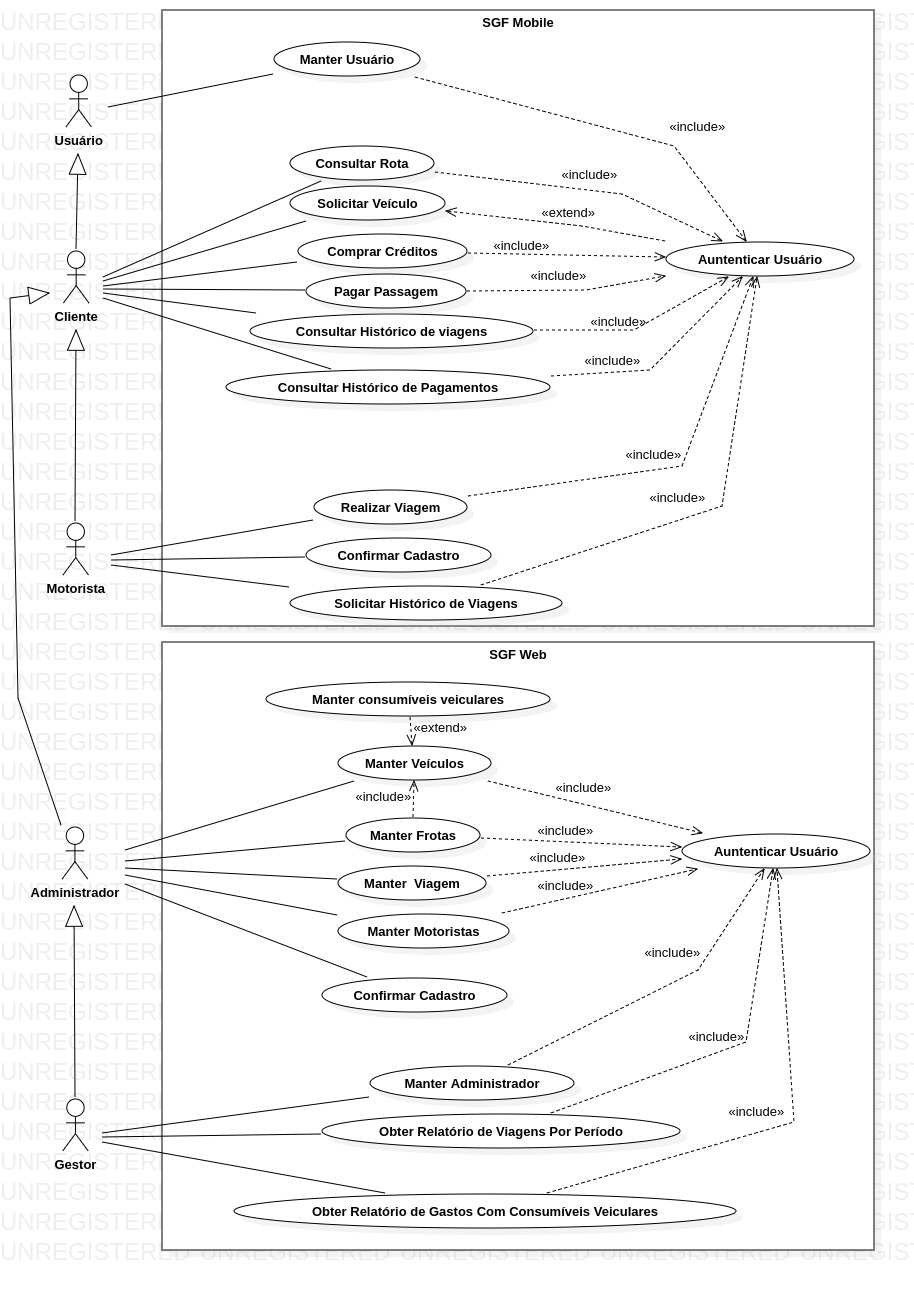 SGF Mobile
Manter Usuário
Usuário
«include»
Consultar Rota
«include»
Solicitar Veículo
«extend»
Comprar Créditos
«include»
Auntenticar Usuário
Pagar Passagem
«include»
Cliente
Consultar Histórico de viagens
«include»
Consultar Histórico de Pagamentos
«include»
«include»
Realizar Viagem
«include»
Confirmar Cadastro
Motorista
Solicitar Histórico de Viagens
SGF Web
Manter consumíveis veiculares
«extend»
Manter Veículos
«include»
«include»
Manter Frotas
«include»
Auntenticar Usuário
«include»
Manter  Viagem
«include»
Administrador
Manter Motoristas
«include»
Confirmar Cadastro
«include»
Manter Administrador
«include»
Obter Relatório de Viagens Por Período
Gestor
Obter Relatório de Gastos Com Consumíveis Veiculares
UNREGISTERED UNREGISTERED UNREGISTERED UNREGISTERED